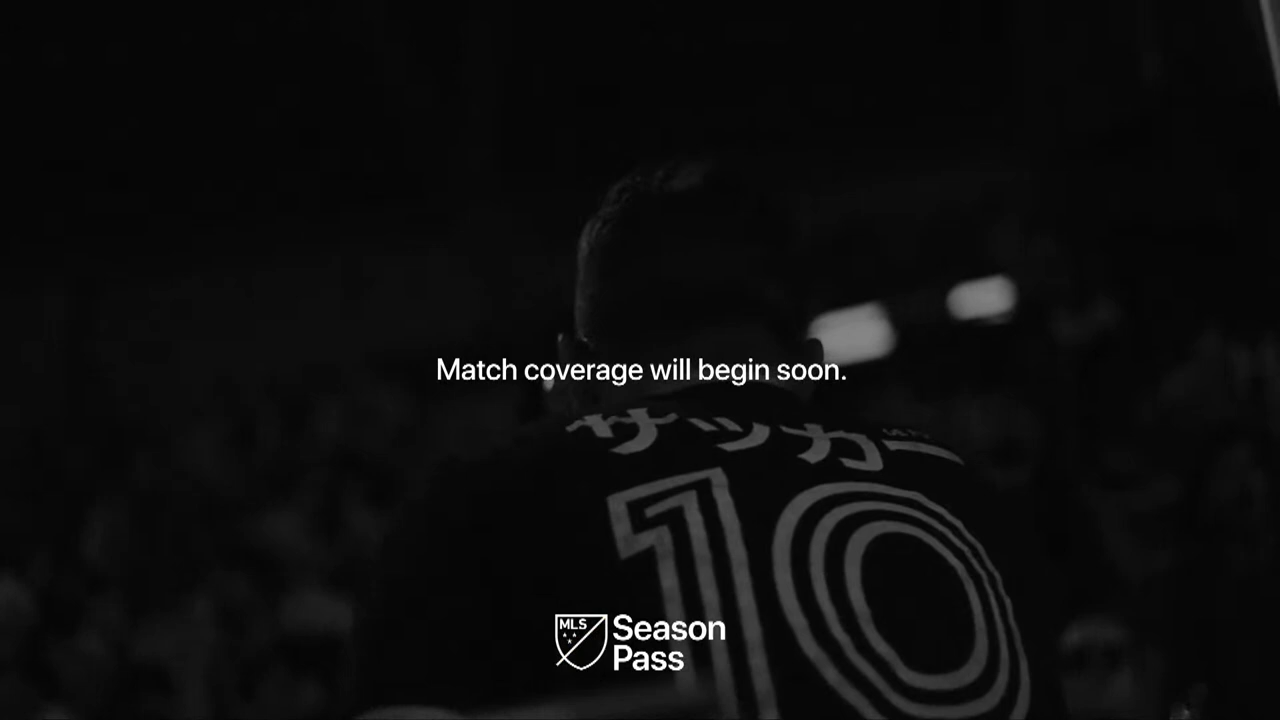 Match coverage will begin soon.
サッカー
10
MLS
Season
Pass